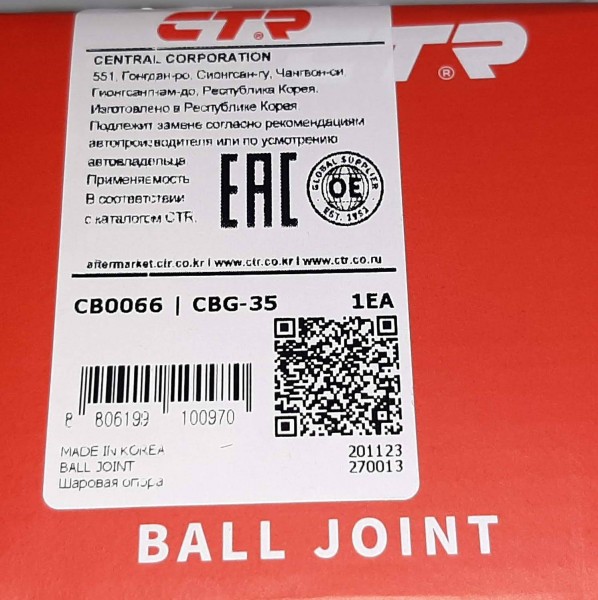 CTR®
CTR®
CENTRAL CORPORATION
551, Гонгдан-ро, Сионгсан-гу, Чангвон-си,
Гионгсаннам-до, Республика Корея.
Изготовлено в Республике Корея
Подлежит замене согласно рекомендациям
автопроизводителя или по усмотрению
автовладельца
Применяемость
В соответствии
с каталогом CTR.
EAC
GLOBAL SUPPLIER
OE
EST. 1952
aftermarket.ctr.co.kr | www.ctr.co.kr | www.ctr.co.ru
CB0066 | CBG-35 1EA
8 806199 100970
MADE IN KOREA
BALL JOINT
Шаровая опора
201123
270013
BALL JOINT